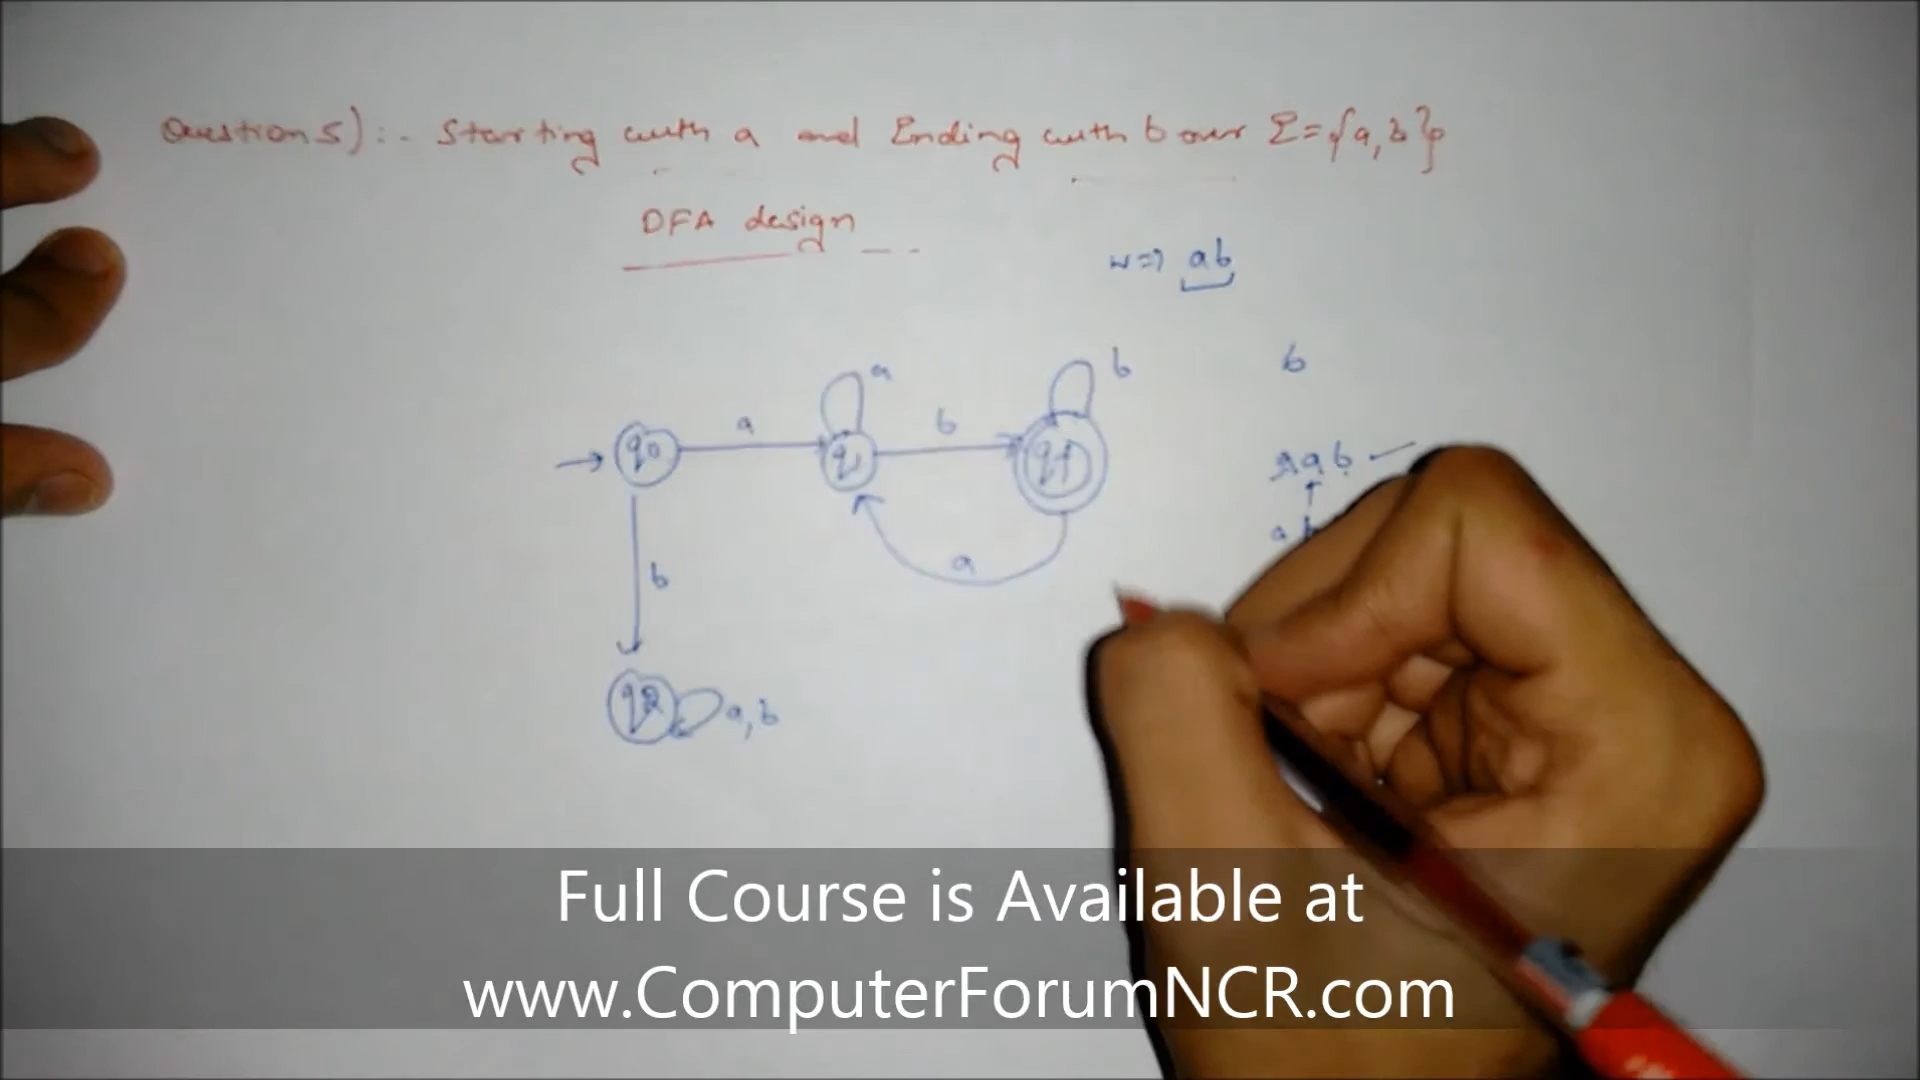 Question 5) :- Starting with a and Ending with b over Σ={a,b}
DFA design
w => ab
a
b
b
a
b
q0
q1
qf
aab
a
a
b
q2
a,b
Full Course is Available at
www.ComputerForumNCR.com